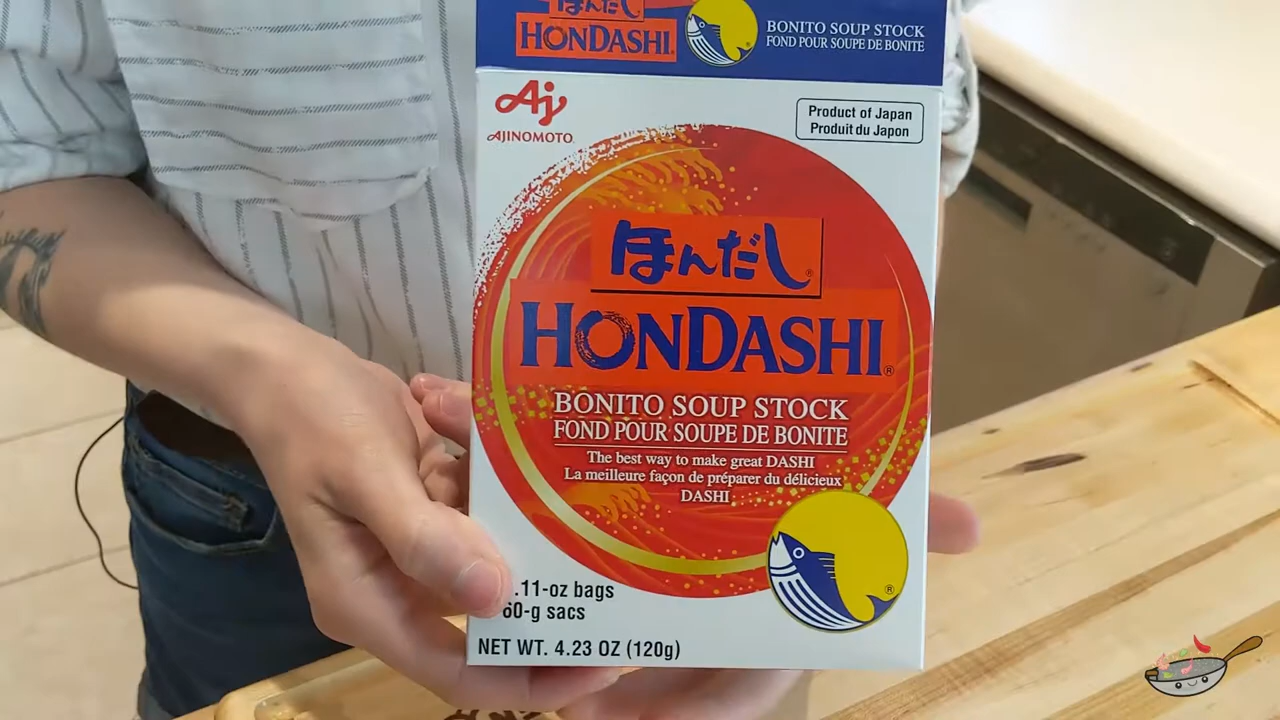 ほんだし
HONDASHI®
BONITO SOUP STOCK
FOND POUR SOUPE DE BONITE
Aj
AJINOMOTO
Product of Japan
Produit du Japon
ほんだし®
HONDASHI®
BONITO SOUP STOCK
FOND POUR SOUPE DE BONITE
The best way to make great DASHI
La meilleure façon de préparer du délicieux
DASHI
®
.11-oz bags
60-g sacs
NET WT. 4.23 OZ (120g)